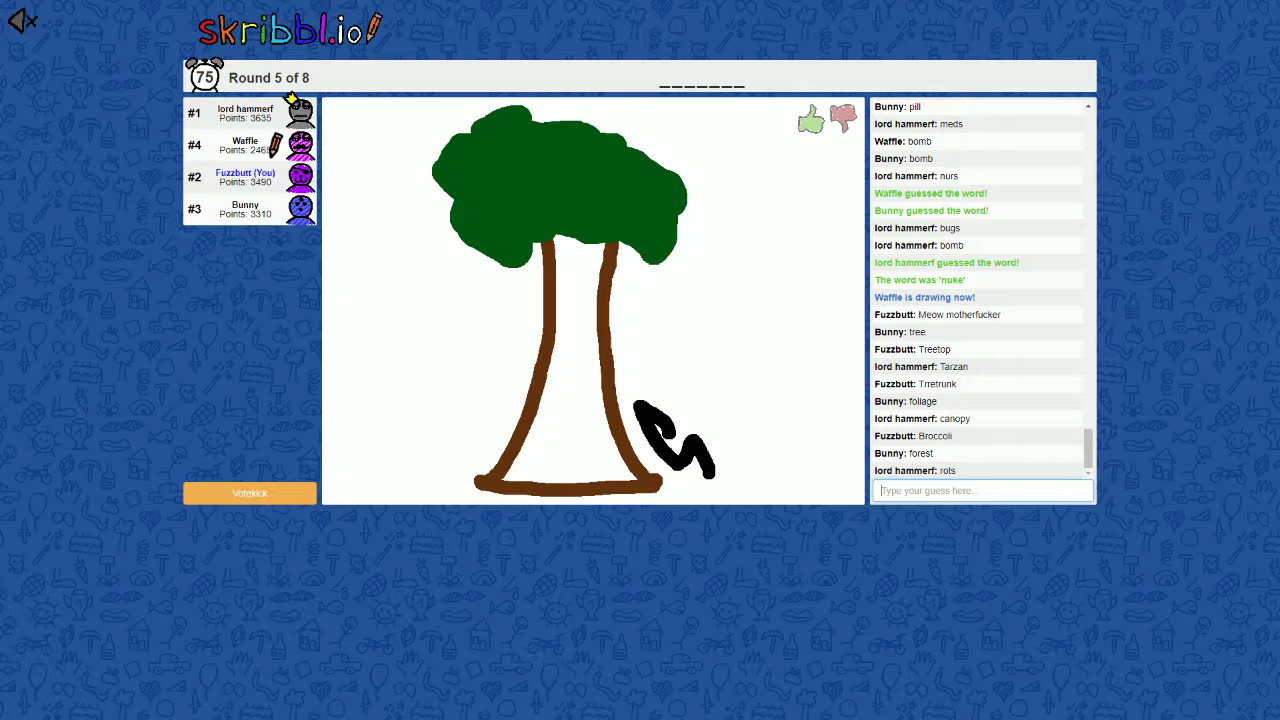 skribbl.io
75
Round 5 of 8
_______
#1
lord hammerf
Points: 3635
#4
Waffle
Points: 2465
#2
Fuzzbutt (You)
Points: 3490
#3
Bunny
Points: 3310
Votekick
Bunny: pill
lord hammerf: meds
Waffle: bomb
Bunny: bomb
lord hammerf: nurs
Waffle guessed the word!
Bunny guessed the word!
lord hammerf: bugs
lord hammerf: bomb
lord hammerf guessed the word!
The word was 'nuke'
Waffle is drawing now!
Fuzzbutt: Meow motherfucker
Bunny: tree
Fuzzbutt: Treetop
lord hammerf: Tarzan
Fuzzbutt: Trretrunk
Bunny: foliage
lord hammerf: canopy
Fuzzbutt: Broccoli
Bunny: forest
lord hammerf: rots
Type your guess here...